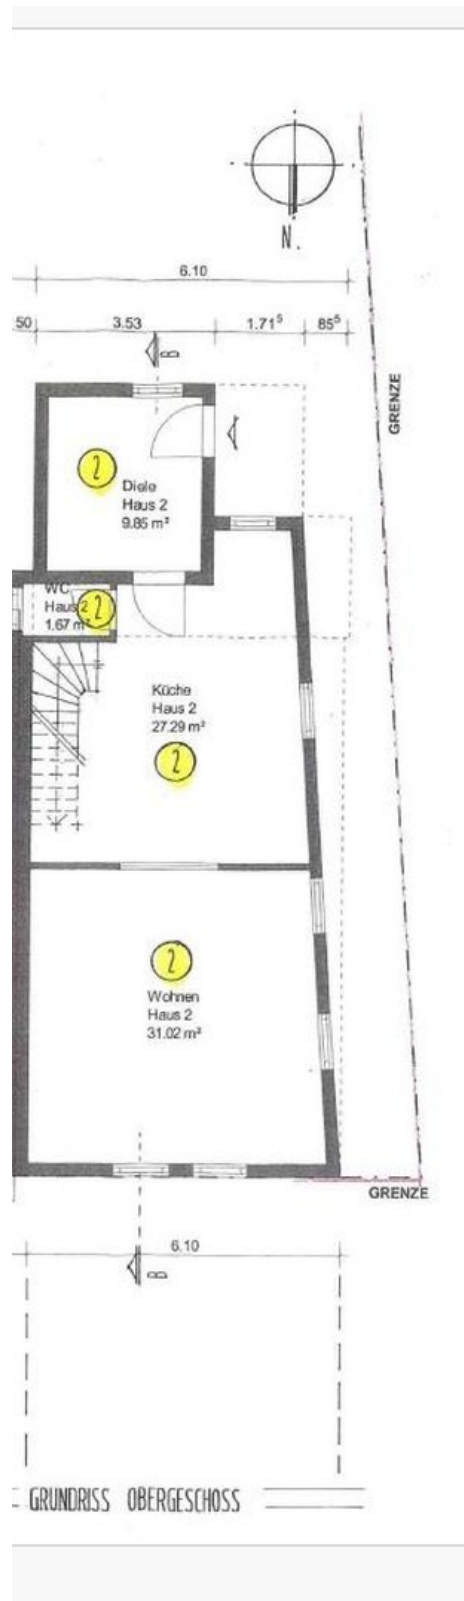 N.
6.10
50 3.53 1.71⁵ 85⁵
B
GRENZE
2
Diele
Haus 2
9.85 m²
WC
Haus 2
1.67 m²
2
Küche
Haus 2
27.29 m²
2
2
Wohnen
Haus 2
31.02 m²
GRENZE
6.10
B
GRUNDRISS OBERGESCHOSS